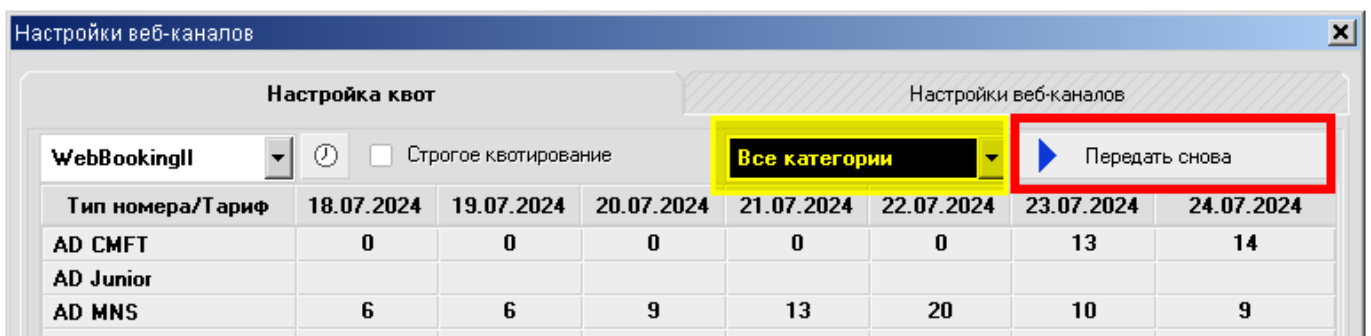 Настройки веб-каналов
Настройка квот Настройки веб-каналов
WebBookingII Строгое квотирование Все категории Передать снова
Тип номера/Тариф 18.07.2024 19.07.2024 20.07.2024 21.07.2024 22.07.2024 23.07.2024 24.07.2024
AD CMFT 0 0 0 0 0 13 14
AD Junior
AD MNS 6 6 9 13 20 10 9